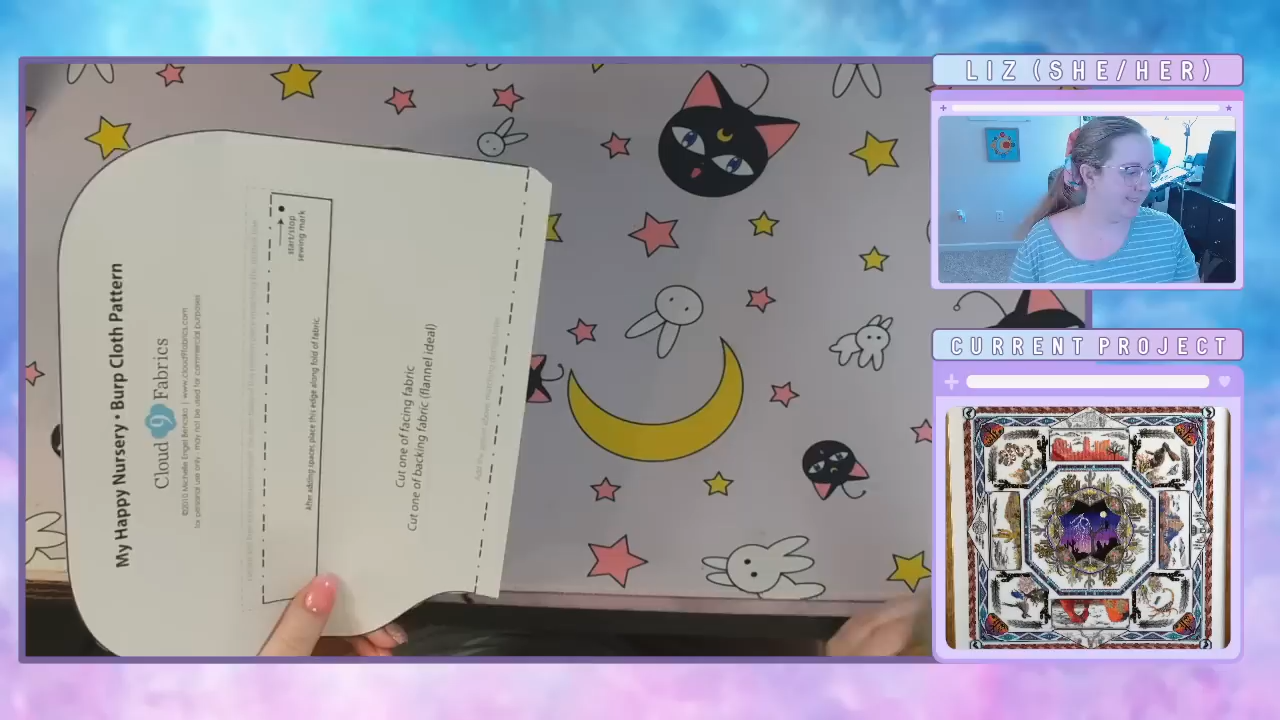 LIZ (SHE/HER)
CURRENT PROJECT
My Happy Nursery • Burp Cloth Pattern
Cloud 9 Fabrics
©2010 Michelle Engel Bencsko | www.cloud9fabrics.com
for personal use only - may not be used for commercial purposes
start/stop
sewing mark
After adding spacer, place this edge along fold of fabric.
Cut one of facing fabric
Cut one of backing fabric (flannel ideal)